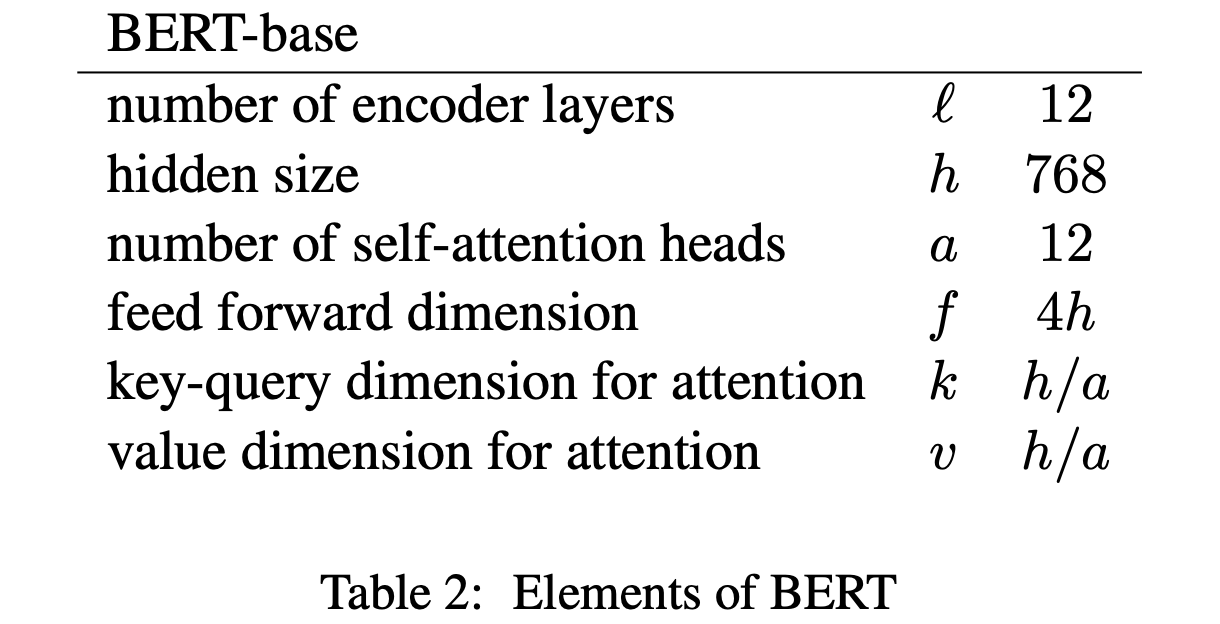 BERT-base
number of encoder layers ℓ 12
hidden size h 768
number of self-attention heads a 12
feed forward dimension f 4h
key-query dimension for attention k h/a
value dimension for attention v h/a
Table 2: Elements of BERT